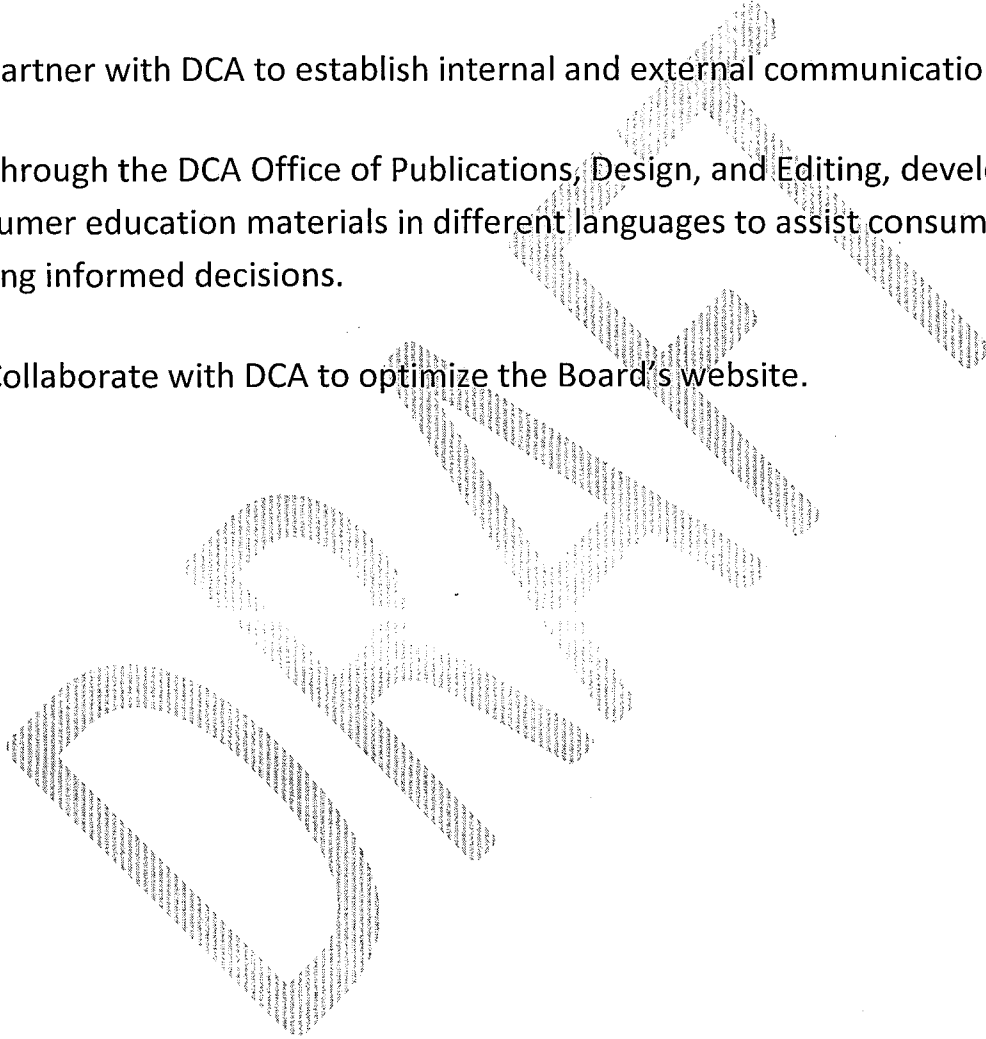 artner with DCA to establish internal and external communicatio
hrough the DCA Office of Publications, Design, and Editing, devel
umer education materials in different languages to assist consum
ng informed decisions.
Collaborate with DCA to optimize the Board's website.
DRAFT